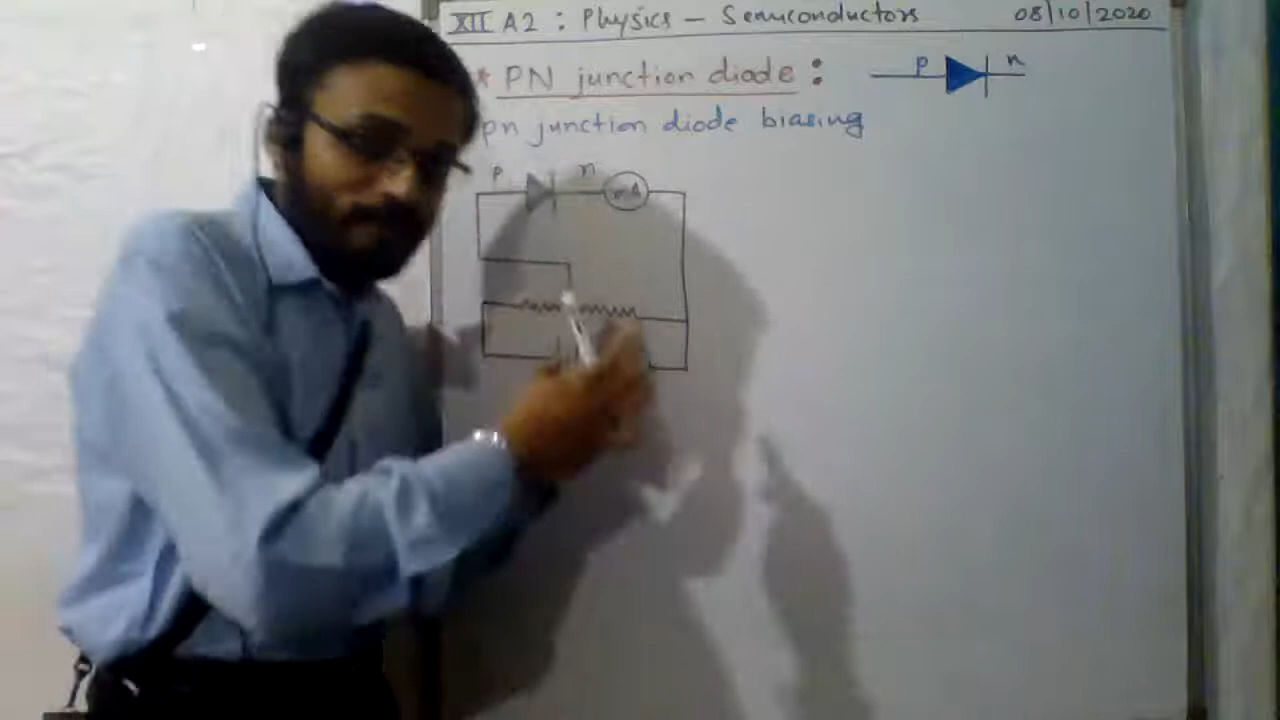 XII A2 : Physics - Semiconductors 08/10/2020
* PN junction diode :
p n
pn junction diode biasing
p n
mA